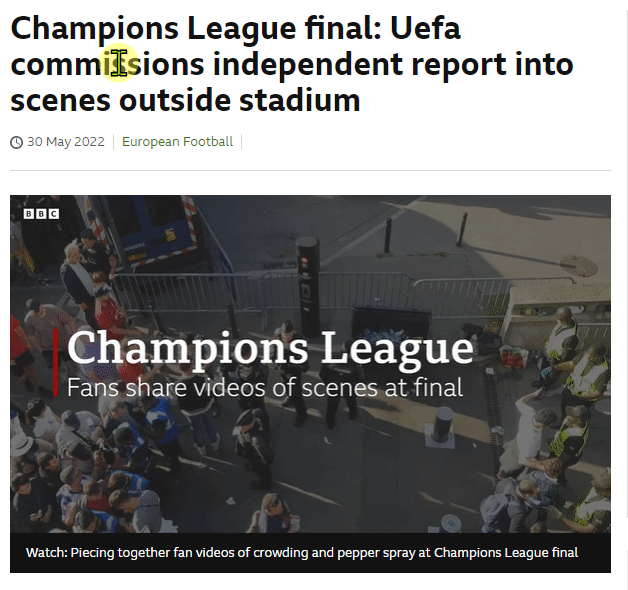 Champions League final: Uefa
commissions independent report into
scenes outside stadium
30 May 2022 European Football
BBC
Champions League
Fans share videos of scenes at final
Watch: Piecing together fan videos of crowding and pepper spray at Champions League final